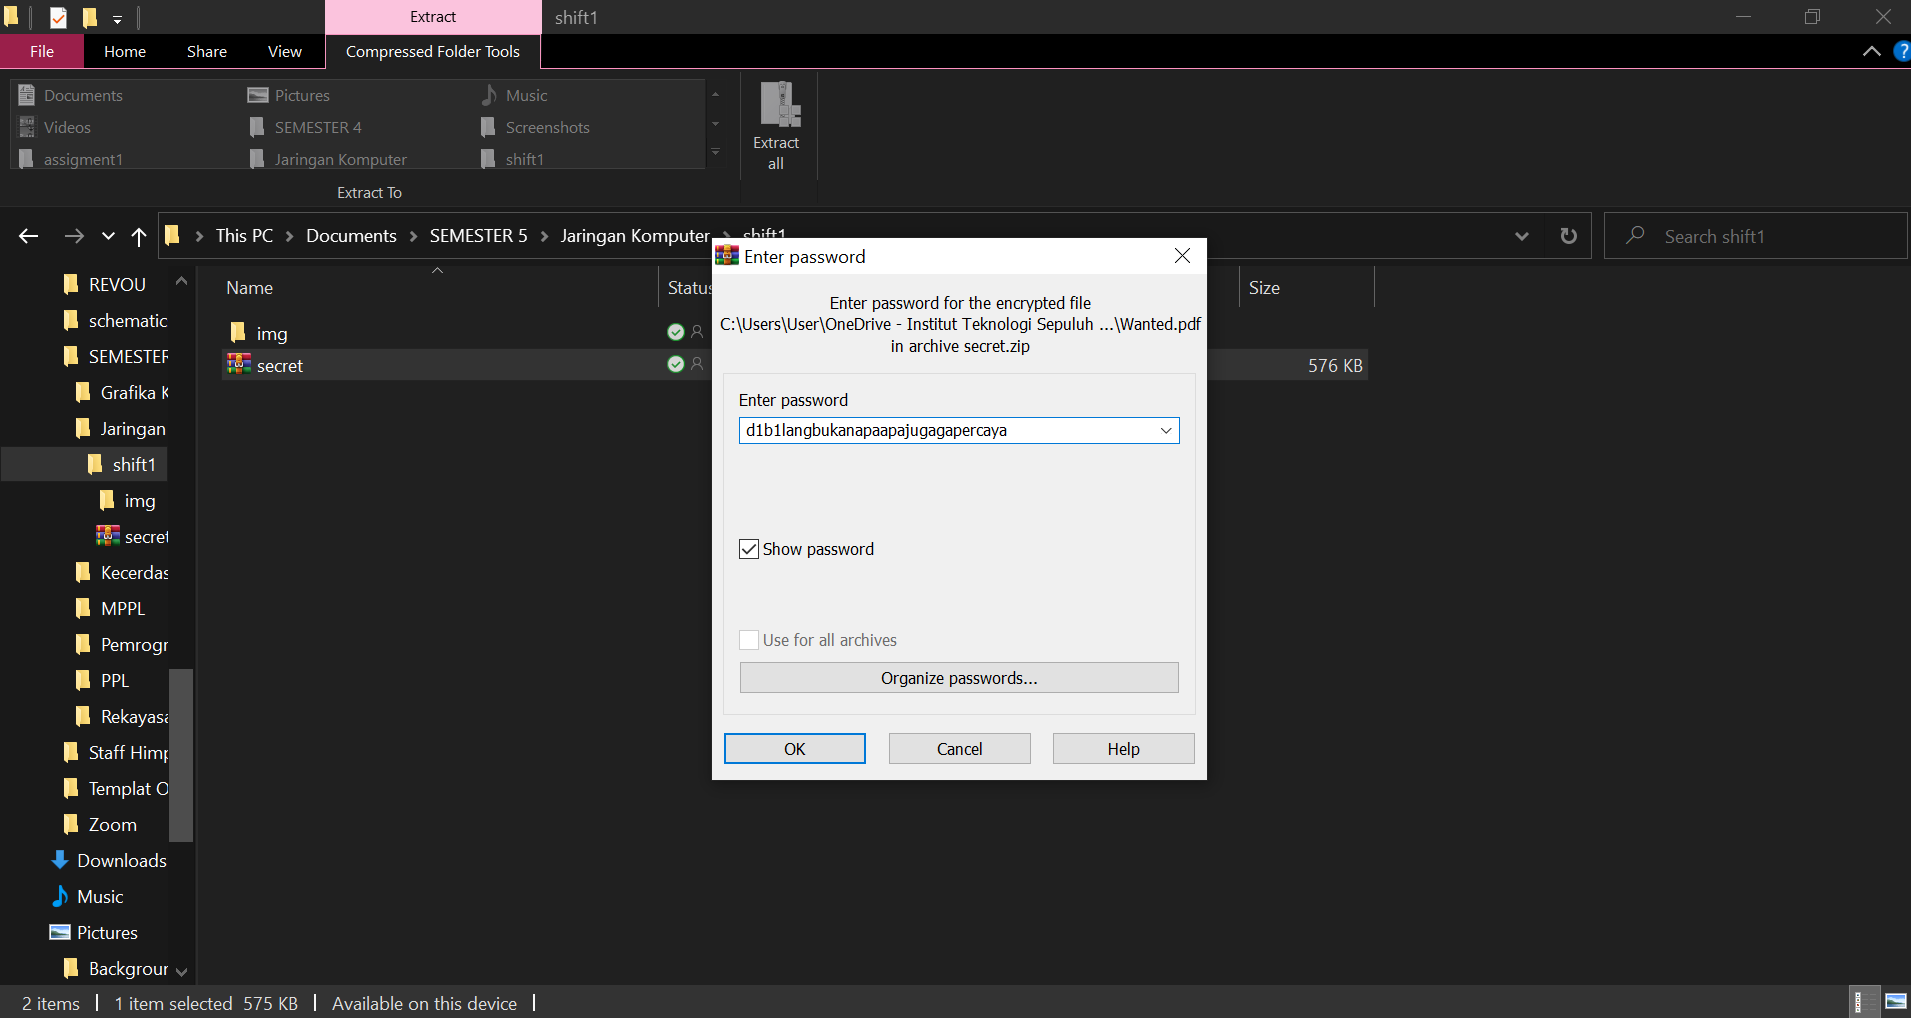 Extract
shift1
File
Home
Share
View
Compressed Folder Tools
?
Documents
Pictures
Music
Videos
SEMESTER 4
Screenshots
assigment1
Jaringan Komputer
shift1
Extract
all
Extract To
This PC
Documents
SEMESTER 5
Jaringan Komputer
shift1
Search shift1
REVOU
schematic
SEMESTER
Grafika K
Jaringan
shift1
img
secret
Kecerdas
MPPL
Pemrogr
PPL
Rekayasa
Staff Himp
Templat O
Zoom
Downloads
Music
Pictures
Backgroun
Name
Status
Size
img
secret
576 KB
Enter password
Enter password for the encrypted file
C:\Users\User\OneDrive - Institut Teknologi Sepuluh ...\Wanted.pdf
in archive secret.zip
Enter password
d1b1langbukanapaapajugagapercaya
Show password
Use for all archives
Organize passwords...
OK
Cancel
Help
2 items
1 item selected 575 KB
Available on this device